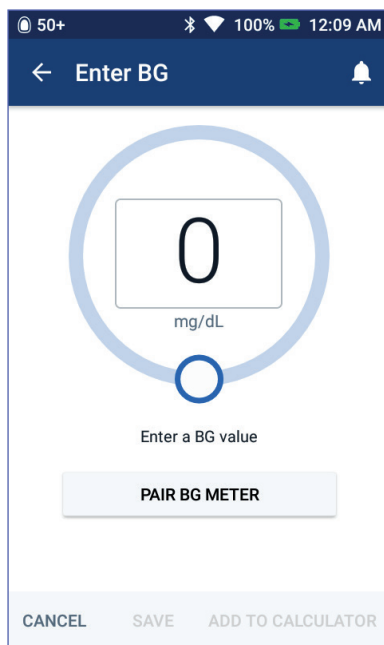 50+ 100% 12:09 AM
Enter BG
0
mg/dL
Enter a BG value
PAIR BG METER
CANCEL SAVE ADD TO CALCULATOR